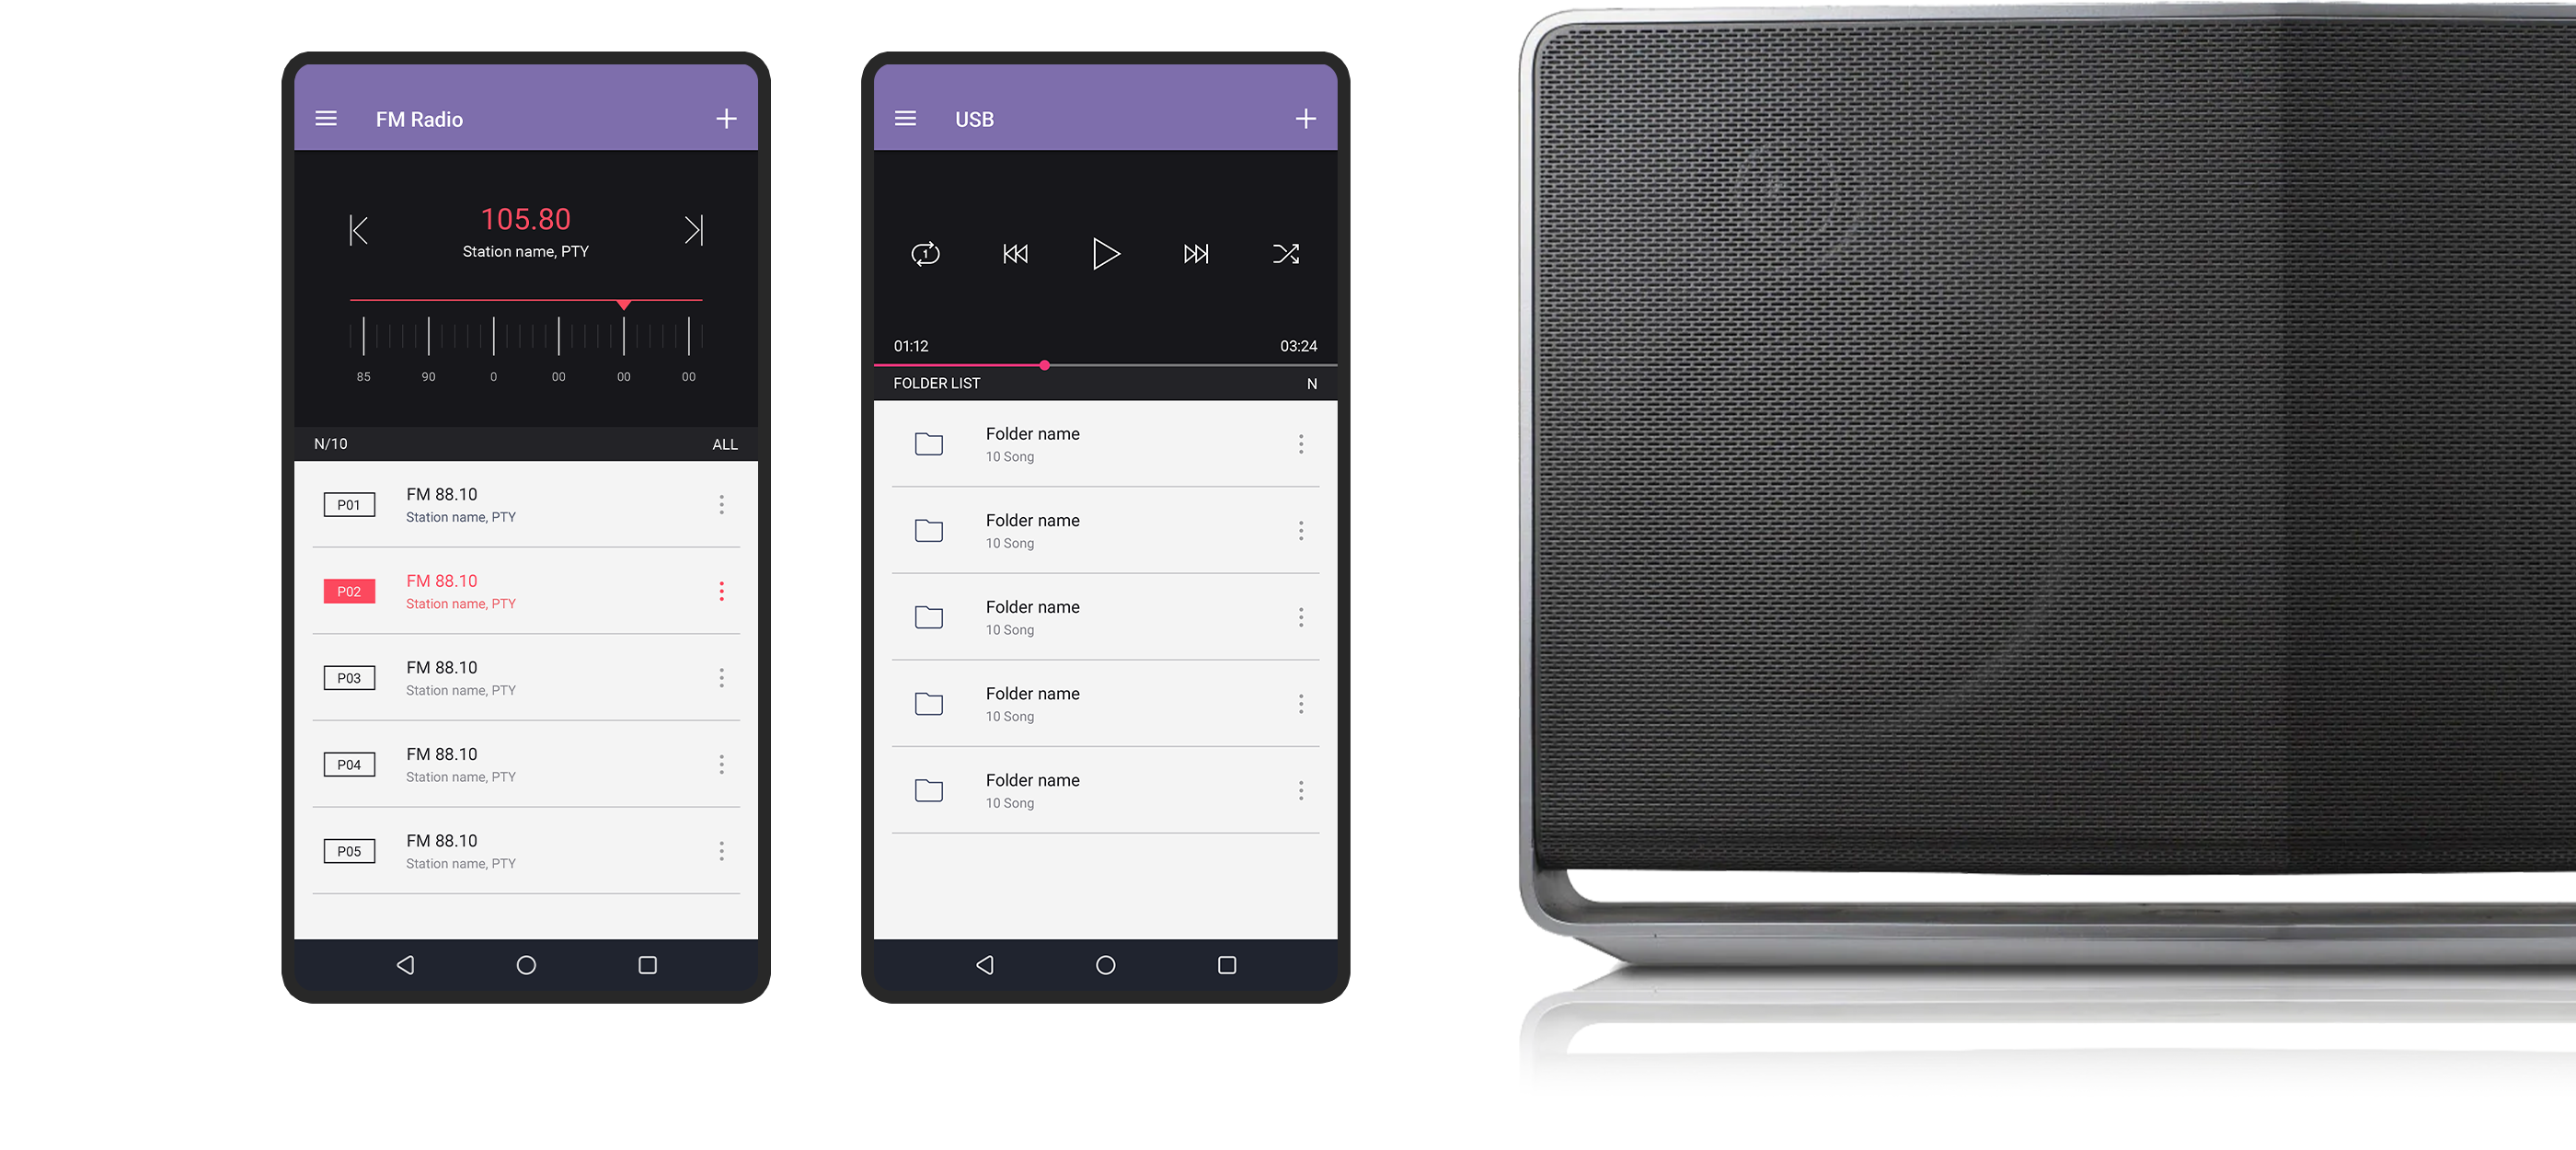 FM Radio
105.80
Station name, PTY
85 90 0 00 00 00
N/10 ALL
P01 FM 88.10
Station name, PTY
P02 FM 88.10
Station name, PTY
P03 FM 88.10
Station name, PTY
P04 FM 88.10
Station name, PTY
P05 FM 88.10
Station name, PTY
USB
1
01:12 03:24
FOLDER LIST N
Folder name
10 Song
Folder name
10 Song
Folder name
10 Song
Folder name
10 Song
Folder name
10 Song